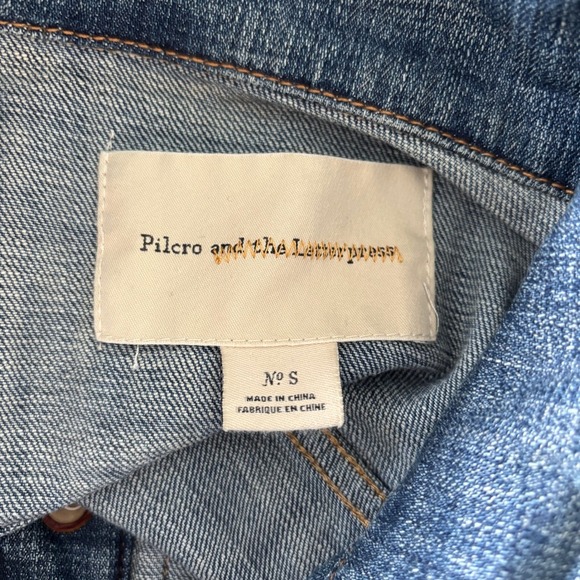 Pilcro and the Letterpress
Nº S
MADE IN CHINA
FABRIQUE EN CHINE